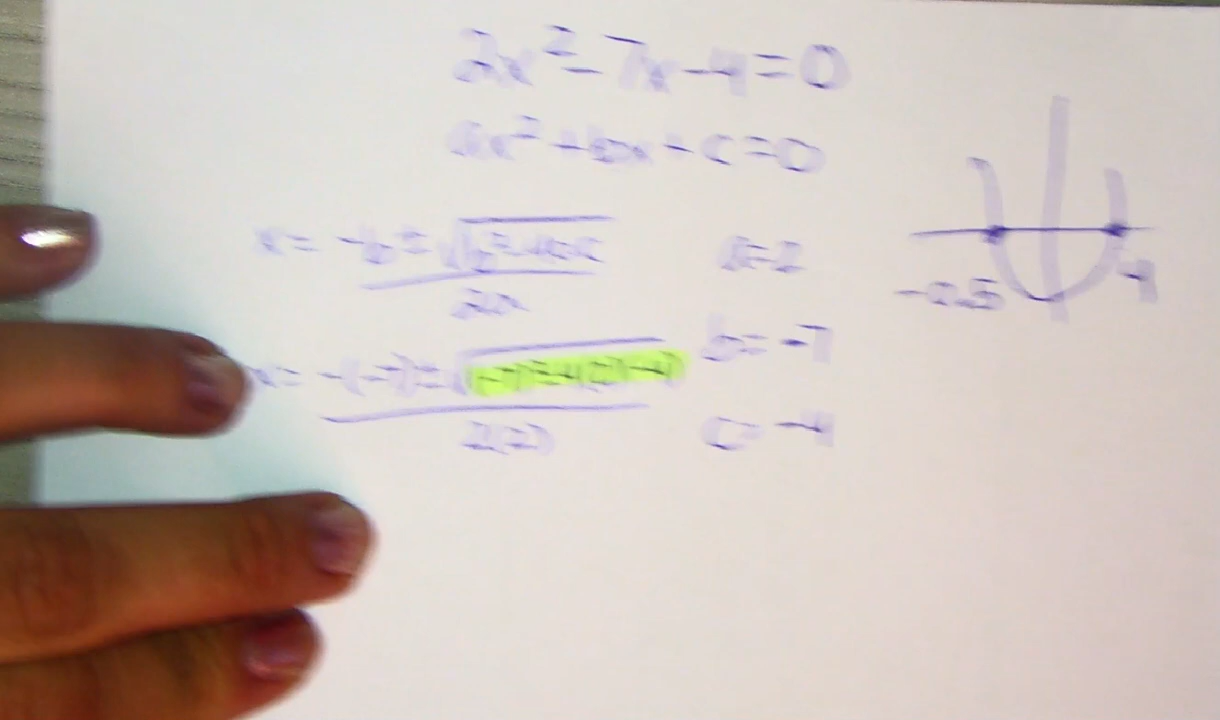 2x² - 7x - 4 = 0
ax² + bx + c = 0
x = -b ± √b² - 4ac
2a
x = -(-7) ± √(-7)² - 4(2)(-4)
2(2)
a = 2
b = -7
c = -4
-0.5
4